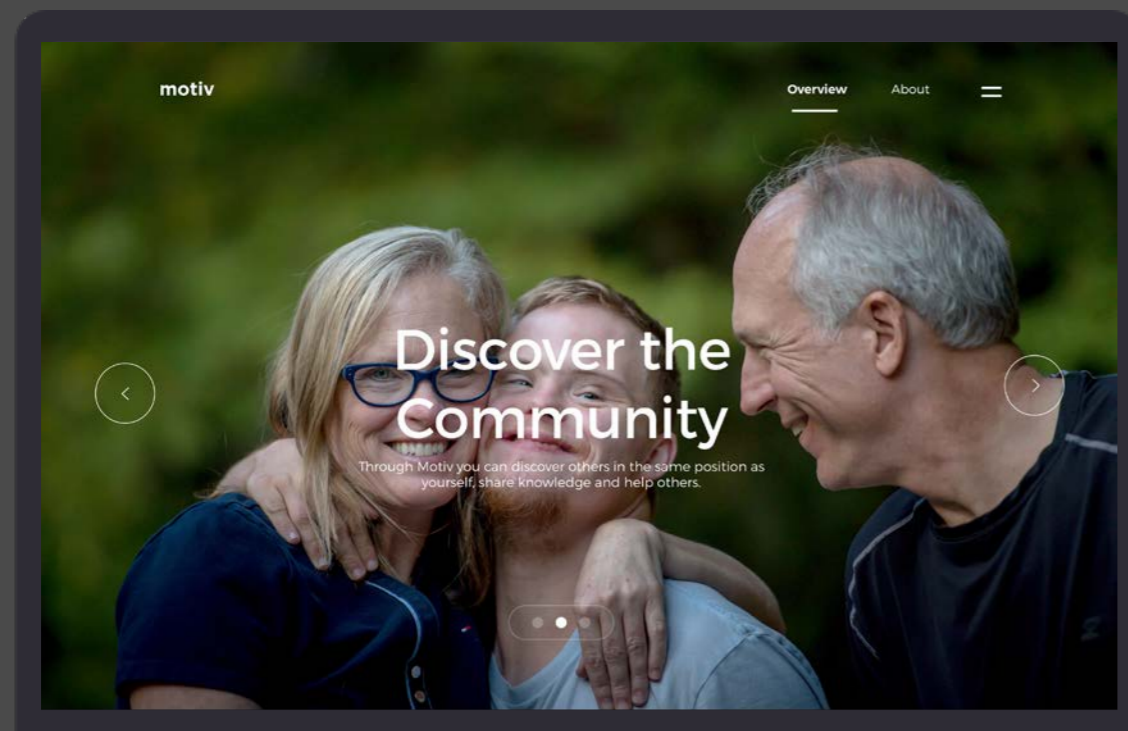 motiv
Overview About
Discover the
Community
Through Motiv you can discover others in the same position as
yourself, share knowledge and help others.